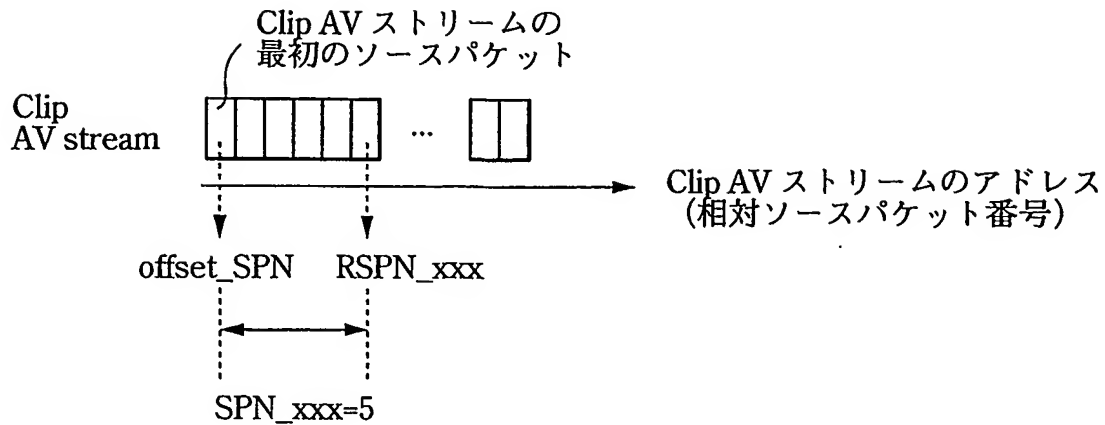 Clip AV ストリームの
最初のソースパケット
Clip
AV stream
...
Clip AV ストリームのアドレス
(相対ソースパケット番号)
offset_SPN
RSPN_xxx
SPN_xxx=5